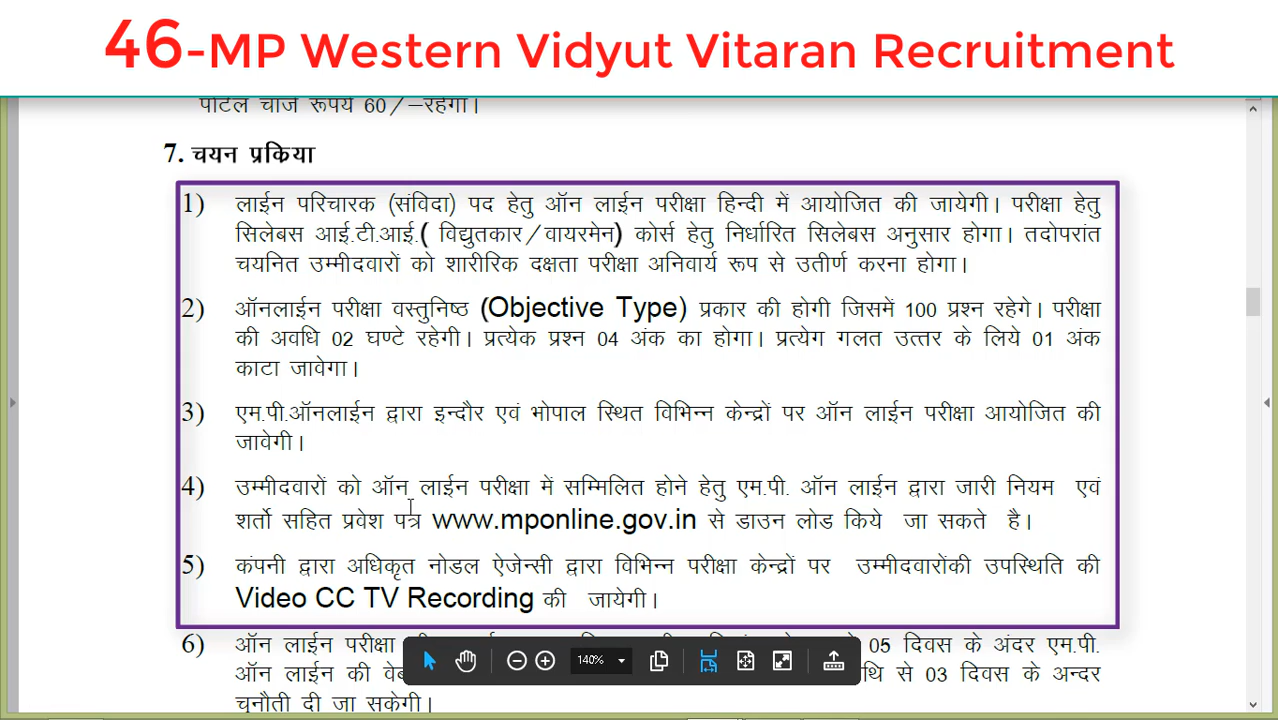 46-MP Western Vidyut Vitaran Recruitment
पोर्टल चार्ज रूपये 60/–रहेगा।
7. चयन प्रकिया
1) लाईन परिचारक (संविदा) पद हेतु ऑन लाईन परीक्षा हिन्दी में आयोजित की जायेगी। परीक्षा हेतु
सिलेबस आई.टी.आई.( विद्युतकार/वायरमेन) कोर्स हेतु निर्धारित सिलेबस अनुसार होगा। तदोपरांत
चयनित उम्मीदवारों को शारीरिक दक्षता परीक्षा अनिवार्य रूप से उतीर्ण करना होगा।
2) ऑनलाईन परीक्षा वस्तुनिष्ठ (Objective Type) प्रकार की होगी जिसमें 100 प्रश्न रहेगे। परीक्षा
की अवधि 02 घण्टे रहेगी। प्रत्येक प्रश्न 04 अंक का होगा। प्रत्येग गलत उत्तर के लिये 01 अंक
काटा जावेगा।
3) एम.पी.ऑनलाईन द्वारा इन्दौर एवं भोपाल स्थित विभिन्न केन्द्रों पर ऑन लाईन परीक्षा आयोजित की
जावेगी।
4) उम्मीदवारों को ऑन लाईन परीक्षा में सम्मिलित होने हेतु एम.पी. ऑन लाईन द्वारा जारी नियम एवं
शर्तो सहित प्रवेश पत्र www.mponline.gov.in से डाउन लोड किये जा सकते है।
5) कंपनी द्वारा अधिकृत नोडल ऐजेन्सी द्वारा विभिन्न परीक्षा केन्द्रों पर उम्मीदवारोंकी उपस्थिति की
Video CC TV Recording की जायेगी।
6) ऑन लाईन परीक्षा 05 दिवस के अंदर एम.पी.
ऑन लाईन की से 03 दिवस के अन्दर
चुनौती दी जा सकेगी।
140%